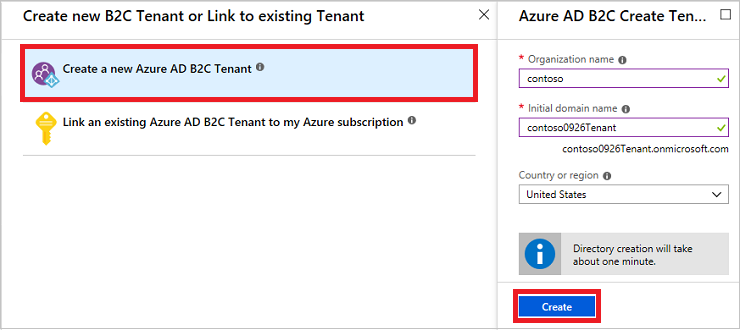 Create new B2C Tenant or Link to existing Tenant
Create a new Azure AD B2C Tenant
Link an existing Azure AD B2C Tenant to my Azure subscription
Azure AD B2C Create Ten...
* Organization name
contoso
* Initial domain name
contoso0926Tenant
contoso0926Tenant.onmicrosoft.com
Country or region
United States
Directory creation will take
about one minute.
Create